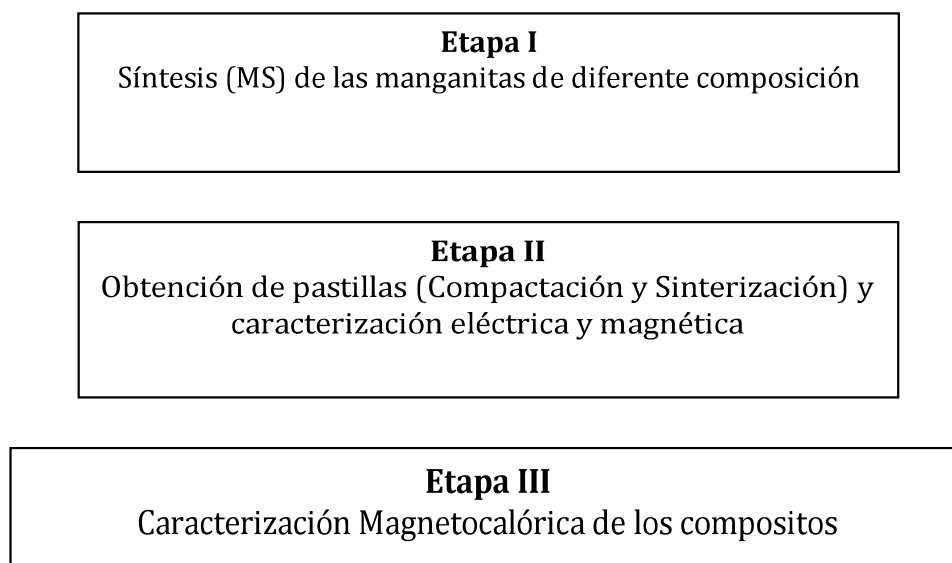 Etapa I
Síntesis (MS) de las manganitas de diferente composición
Etapa II
Obtención de pastillas (Compactación y Sinterización) y
caracterización eléctrica y magnética
Etapa III
Caracterización Magnetocalórica de los compositos